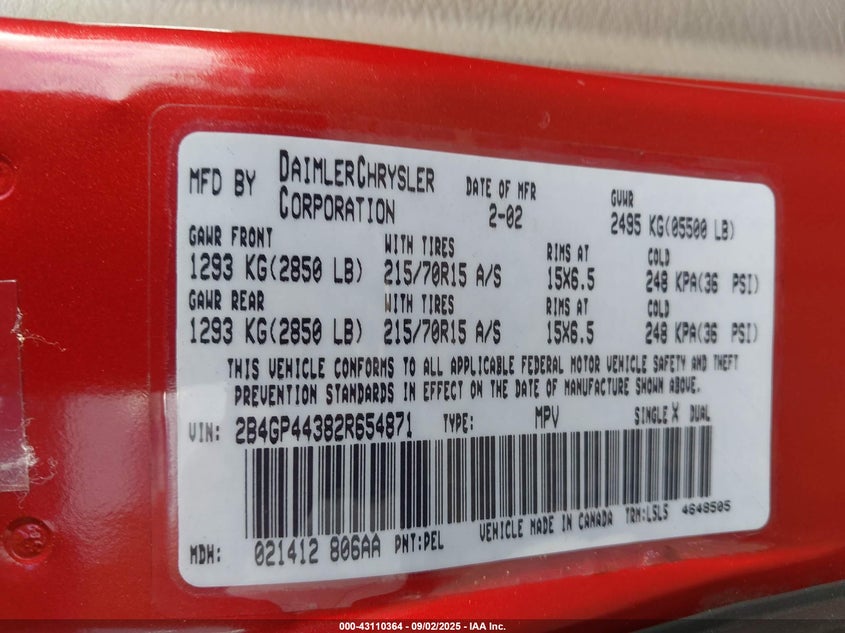 MFD BY DAIMLERCHRYSLER CORPORATION DATE OF MFR 2-02 GVWR 2495 KG(05500 LB)
GAWR FRONT WITH TIRES RIMS AT COLD
1293 KG(2850 LB) 215/70R15 A/S 15X6.5 248 KPA(36 PSI)
GAWR REAR WITH TIRES RIMS AT COLD
1293 KG(2850 LB) 215/70R15 A/S 15X6.5 248 KPA(36 PSI)
THIS VEHICLE CONFORMS TO ALL APPLICABLE FEDERAL MOTOR VEHICLE SAFETY AND THEFT
PREVENTION STANDARDS IN EFFECT ON THE DATE OF MANUFACTURE SHOWN ABOVE.
VIN: 2B4GP44382R654871 TYPE: MPV SINGLE X DUAL
MDH: 021412 806AA PNT:PEL VEHICLE MADE IN CANADA TRM:L5L5 4648505
000-43110364 - 09/02/2025 - IAA Inc.